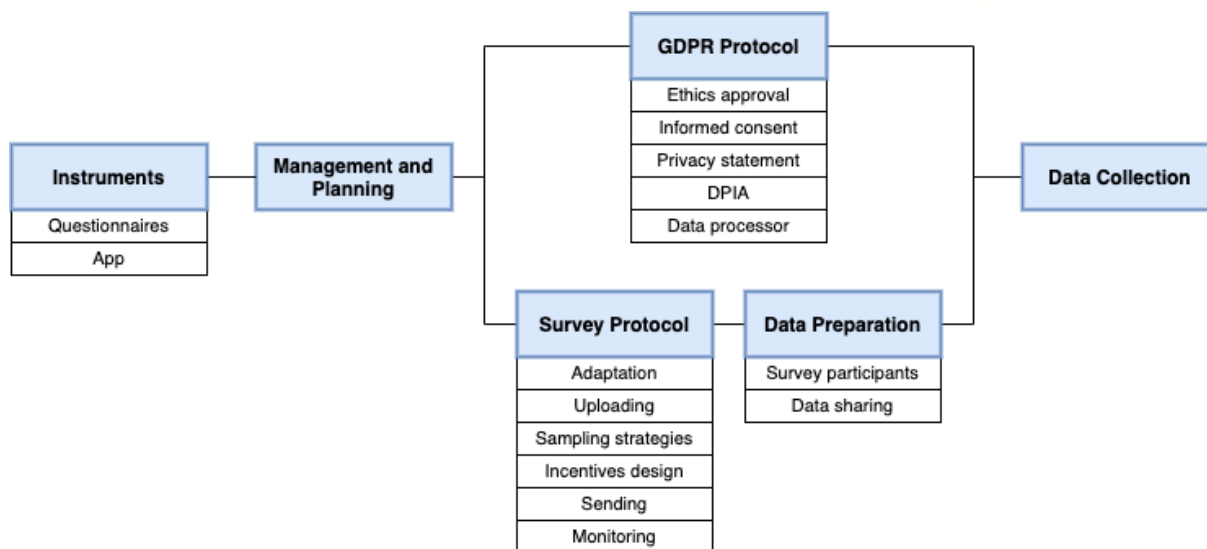 GDPR Protocol
Ethics approval
Informed consent
Privacy statement
DPIA
Data processor
Instruments
Questionnaires
App
Management and
Planning
Data Collection
Survey Protocol
Adaptation
Uploading
Sampling strategies
Incentives design
Sending
Monitoring
Data Preparation
Survey participants
Data sharing